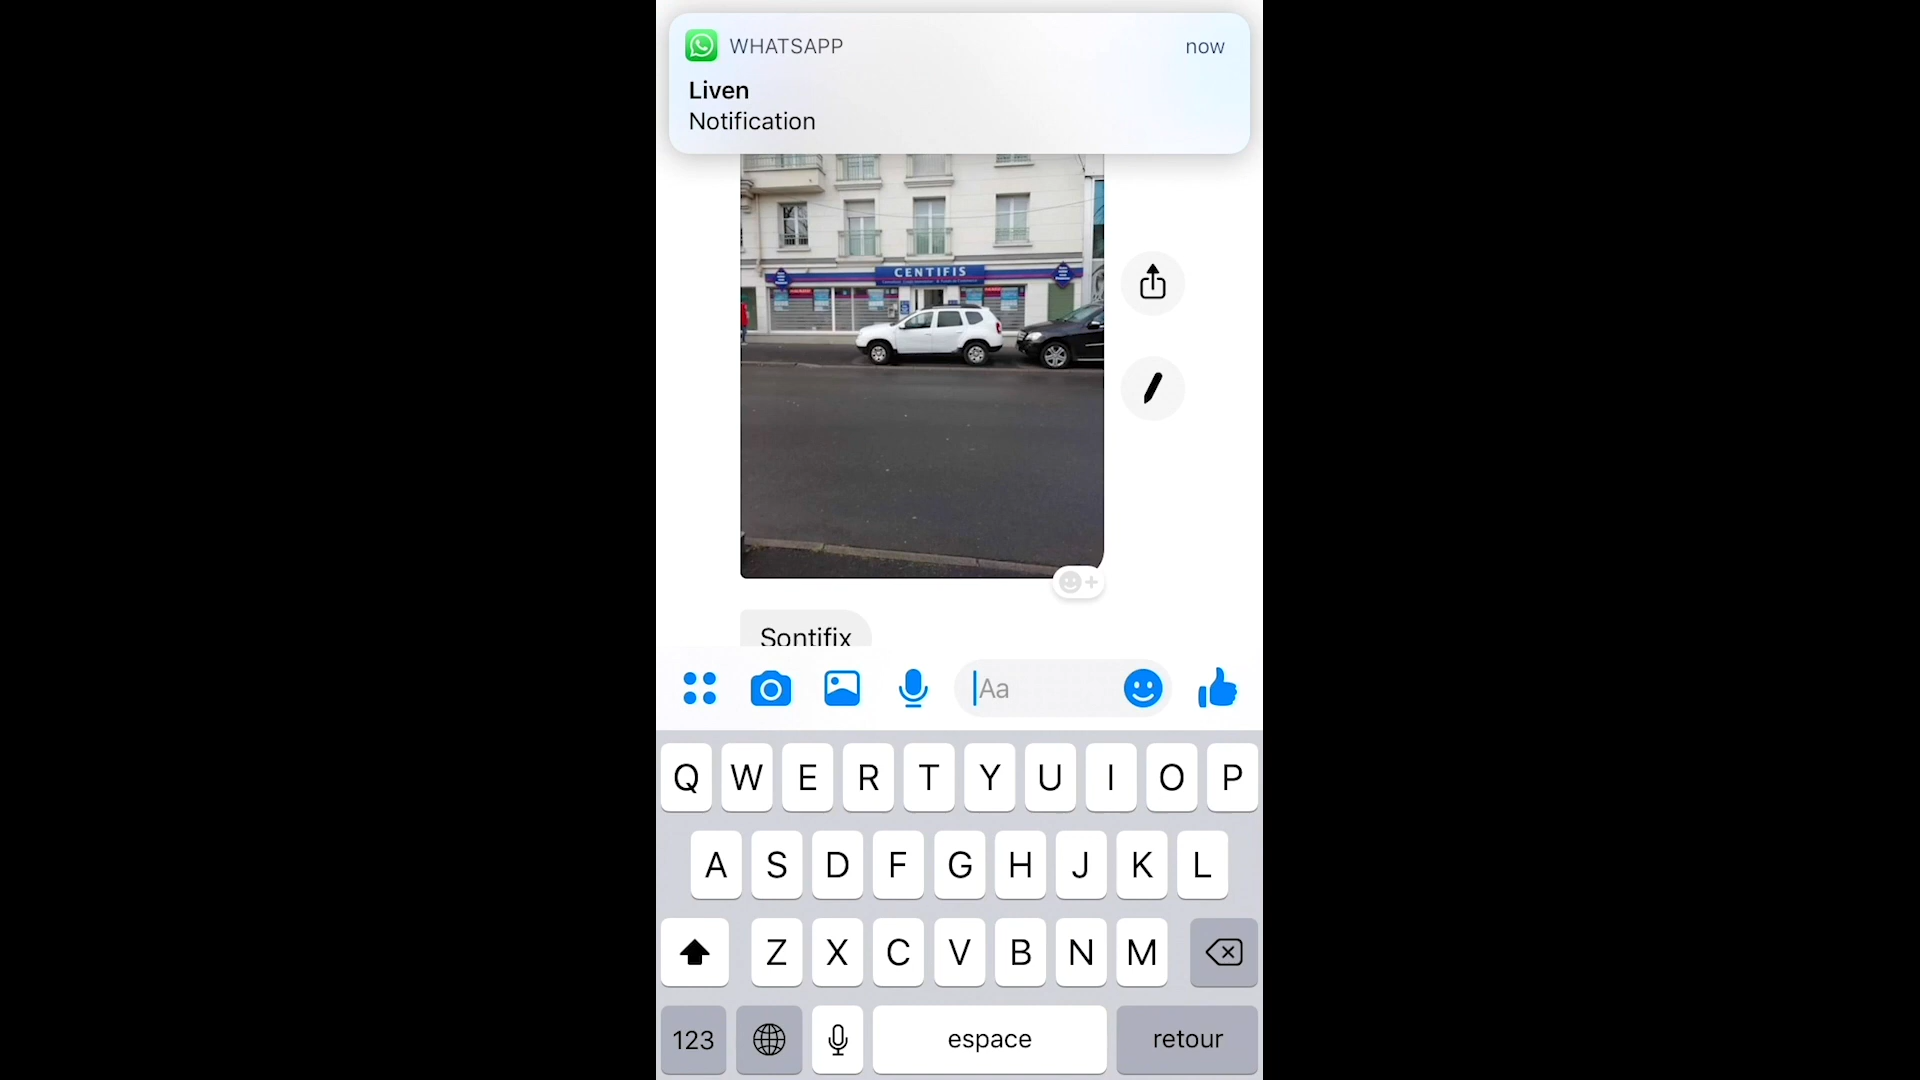 WHATSAPP
now
Liven
Notification
CENTIFIS
Sontifix
Aa
Q W E R T Y U I O P
A S D F G H J K L
Z X C V B N M
123
espace
retour